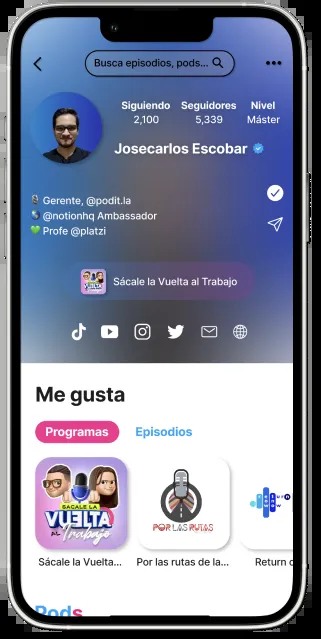 Busca episodios, pods...
Siguiendo
Seguidores
Nivel
2,100
5,339
Máster
Josecarlos Escobar
Gerente, @podit.la
@notionhq Ambassador
Profe @platzi
Sácale la Vuelta al Trabajo
Me gusta
Programas
Episodios
SÁCALE LA
VUELTA
AL Trabajo
POR LAS RUTAS
Sácale la Vuelta...
Por las rutas de la...
Return
Pods